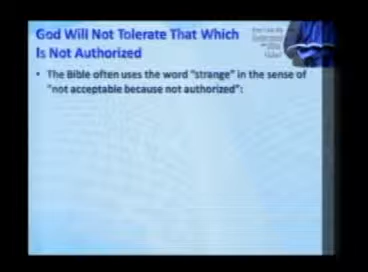 God Will Not Tolerate That Which
Is Not Authorized
• The Bible often uses the word "strange" in the sense of
"not acceptable because not authorized":